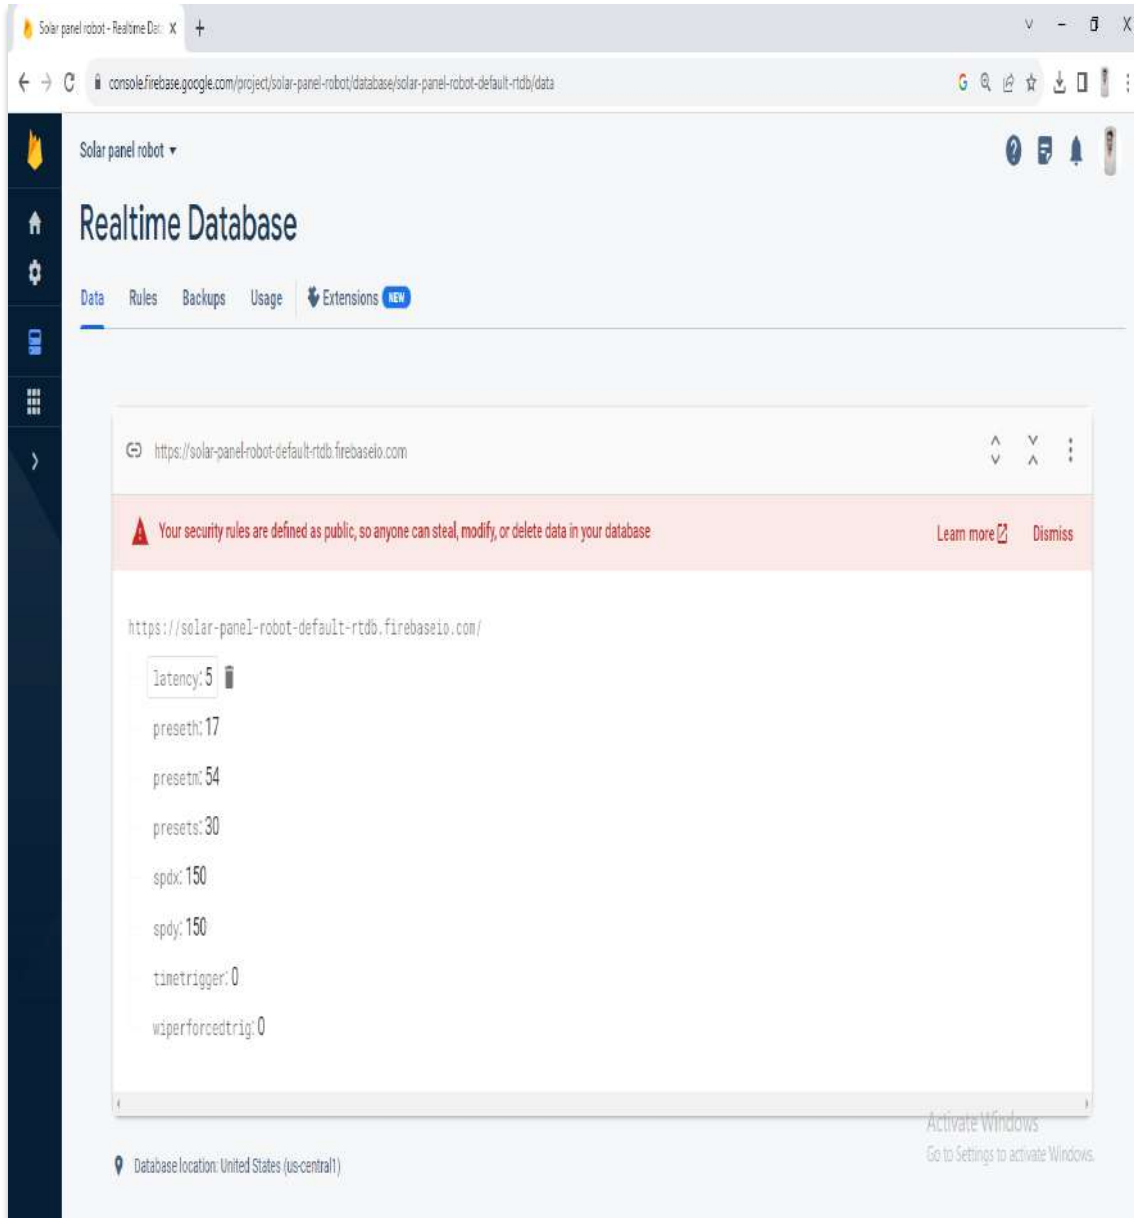 Solar panel robot - Realtime Dat
console.firebase.google.com/project/solar-panel-robot/database/solar-panel-robot-default-rtdb/data
Solar panel robot
Realtime Database
Data Rules Backups Usage Extensions NEW
https://solar-panel-robot-default-rtdb.firebaseio.com
Your security rules are defined as public, so anyone can steal, modify, or delete data in your database Learn more Dismiss
https://solar-panel-robot-default-rtdb.firebaseio.com/
latency: 5
preseth: 17
presetm: 54
presets: 30
spdx: 150
spdy: 150
timetrigger: 0
wiperforcedtrig: 0
Activate Windows
Go to Settings to activate Windows.
Database location: United States (us-central1)